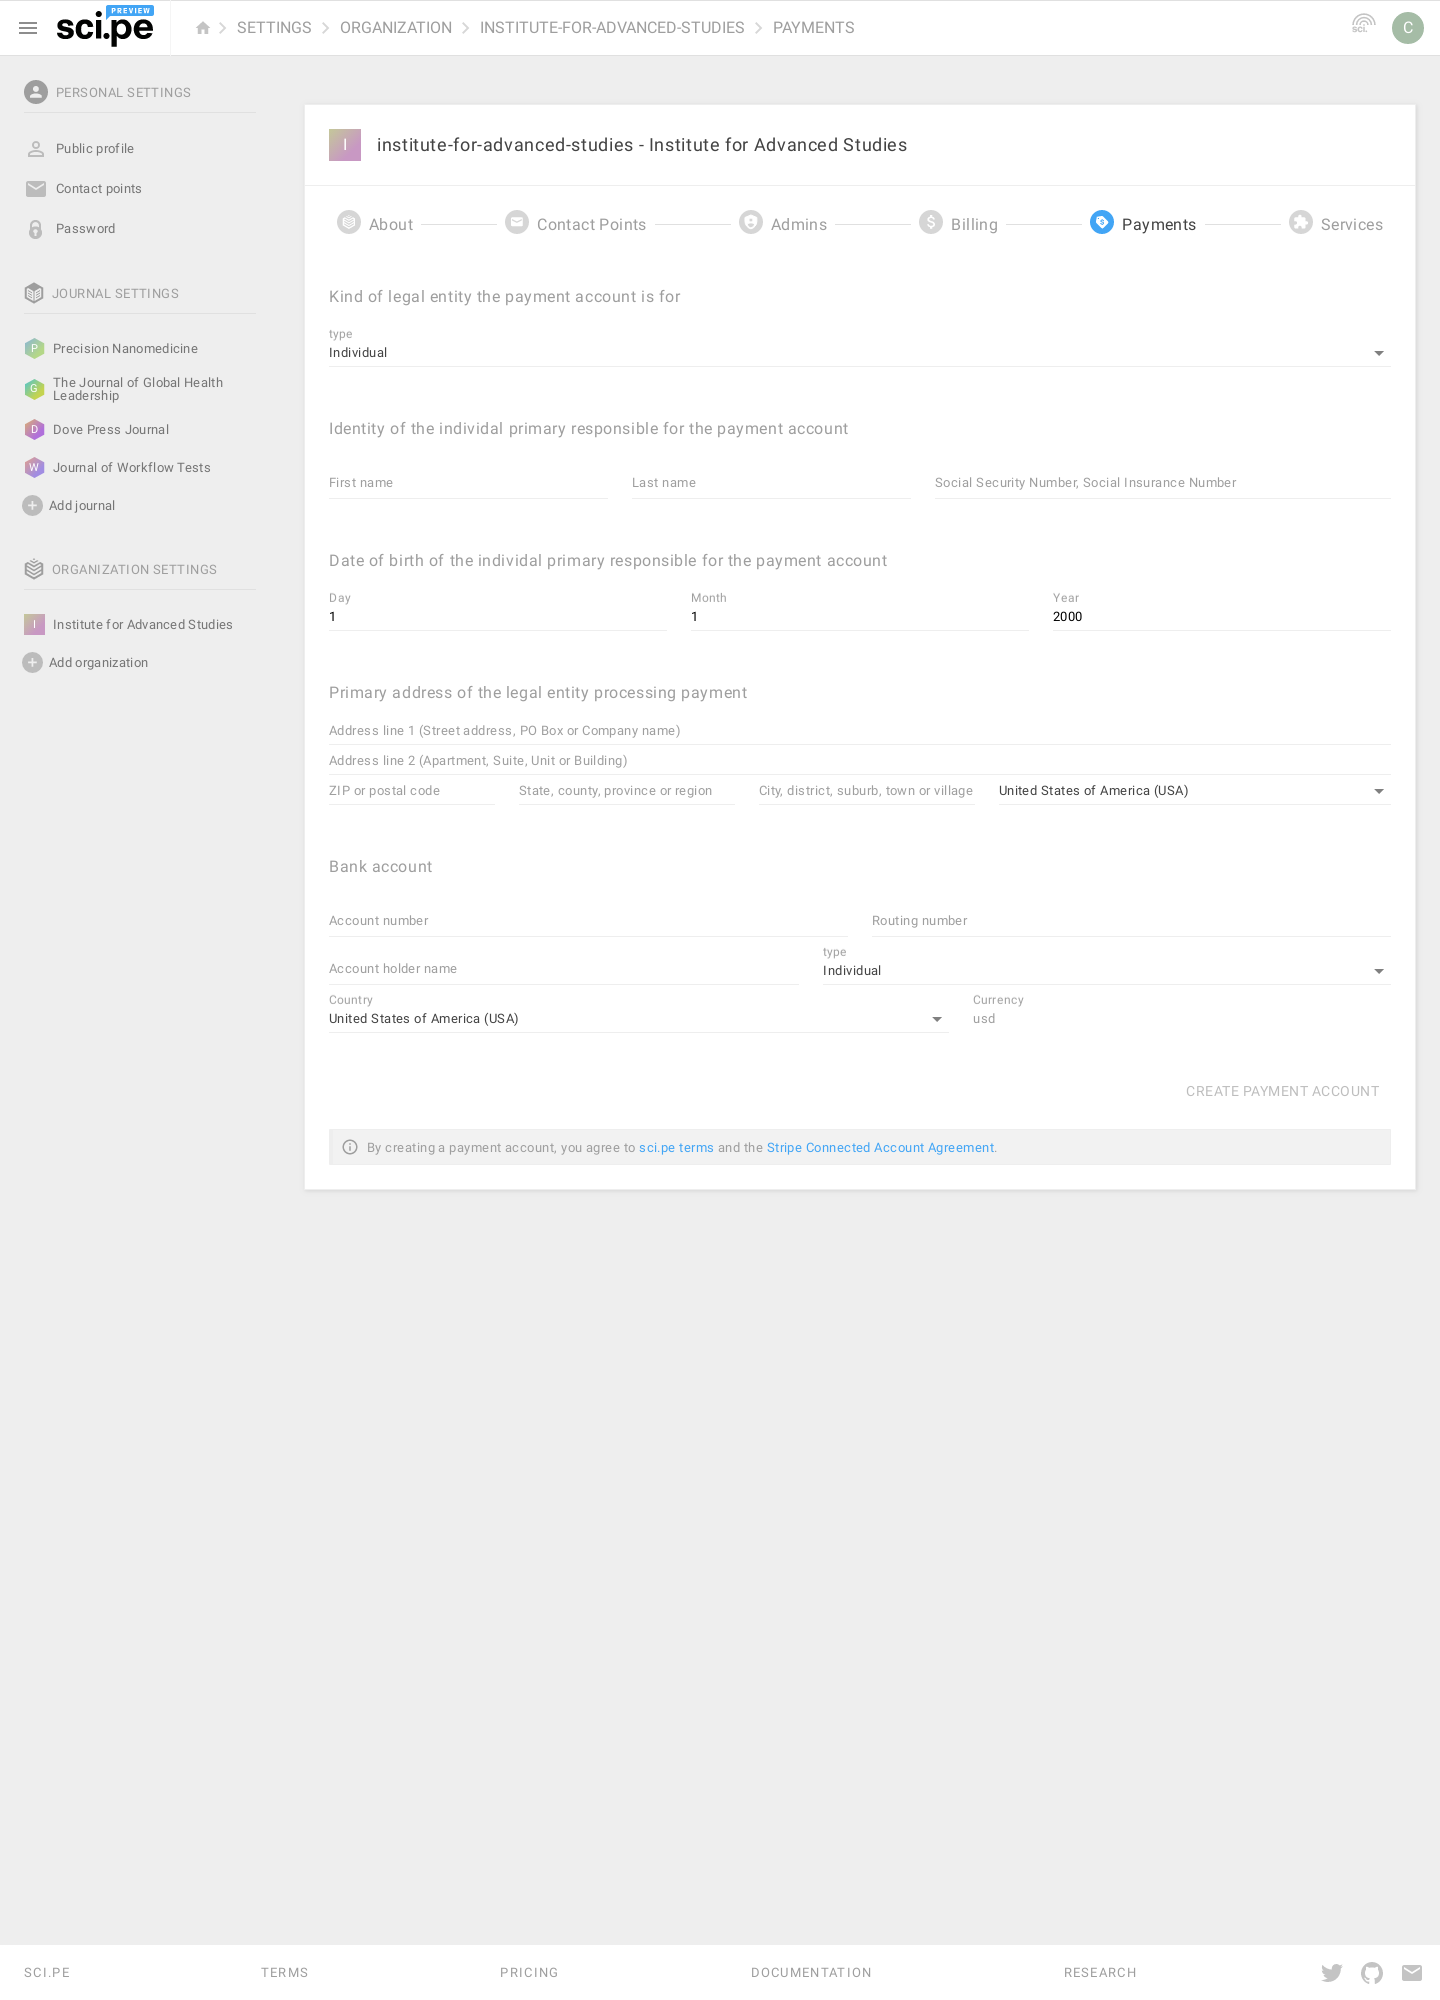 sci.pe PREVIEW
SETTINGS ORGANIZATION INSTITUTE-FOR-ADVANCED-STUDIES PAYMENTS
sci.
C
PERSONAL SETTINGS
Public profile
Contact points
Password
JOURNAL SETTINGS
P Precision Nanomedicine
G The Journal of Global Health
Leadership
D Dove Press Journal
W Journal of Workflow Tests
Add journal
ORGANIZATION SETTINGS
I Institute for Advanced Studies
Add organization
I institute-for-advanced-studies - Institute for Advanced Studies
About Contact Points Admins Billing Payments Services
Kind of legal entity the payment account is for
type
Individual
Identity of the individal primary responsible for the payment account
First name Last name Social Security Number, Social Insurance Number
Date of birth of the individal primary responsible for the payment account
Day Month Year
1 1 2000
Primary address of the legal entity processing payment
Address line 1 (Street address, PO Box or Company name)
Address line 2 (Apartment, Suite, Unit or Building)
ZIP or postal code State, county, province or region City, district, suburb, town or village United States of America (USA)
Bank account
Account number Routing number
type
Account holder name Individual
Country Currency
United States of America (USA) usd
CREATE PAYMENT ACCOUNT
By creating a payment account, you agree to sci.pe terms and the Stripe Connected Account Agreement.
SCI.PE TERMS PRICING DOCUMENTATION RESEARCH